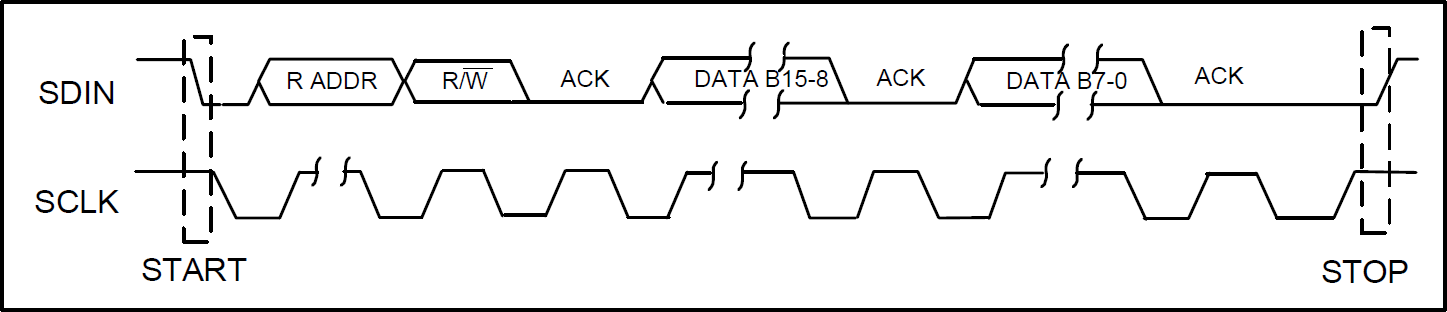 SDIN R ADDR R/W̅ ACK DATA B15-8 ACK DATA B7-0 ACK
SCLK
START STOP